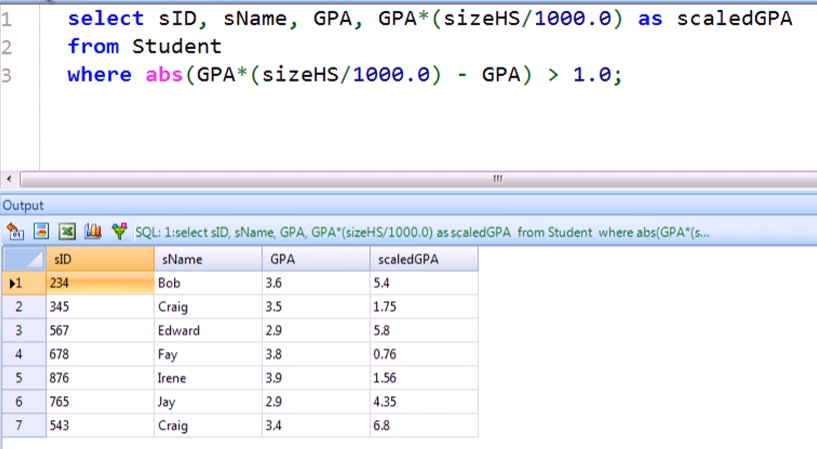 1 select sID, sName, GPA, GPA*(sizeHS/1000.0) as scaledGPA
2 from Student
3 where abs(GPA*(sizeHS/1000.0) - GPA) > 1.0;
Output
SQL: 1:select sID, sName, GPA, GPA*(sizeHS/1000.0) as scaledGPA from Student where abs(GPA*(s...
sID sName GPA scaledGPA
1 234 Bob 3.6 5.4
2 345 Craig 3.5 1.75
3 567 Edward 2.9 5.8
4 678 Fay 3.8 0.76
5 876 Irene 3.9 1.56
6 765 Jay 2.9 4.35
7 543 Craig 3.4 6.8